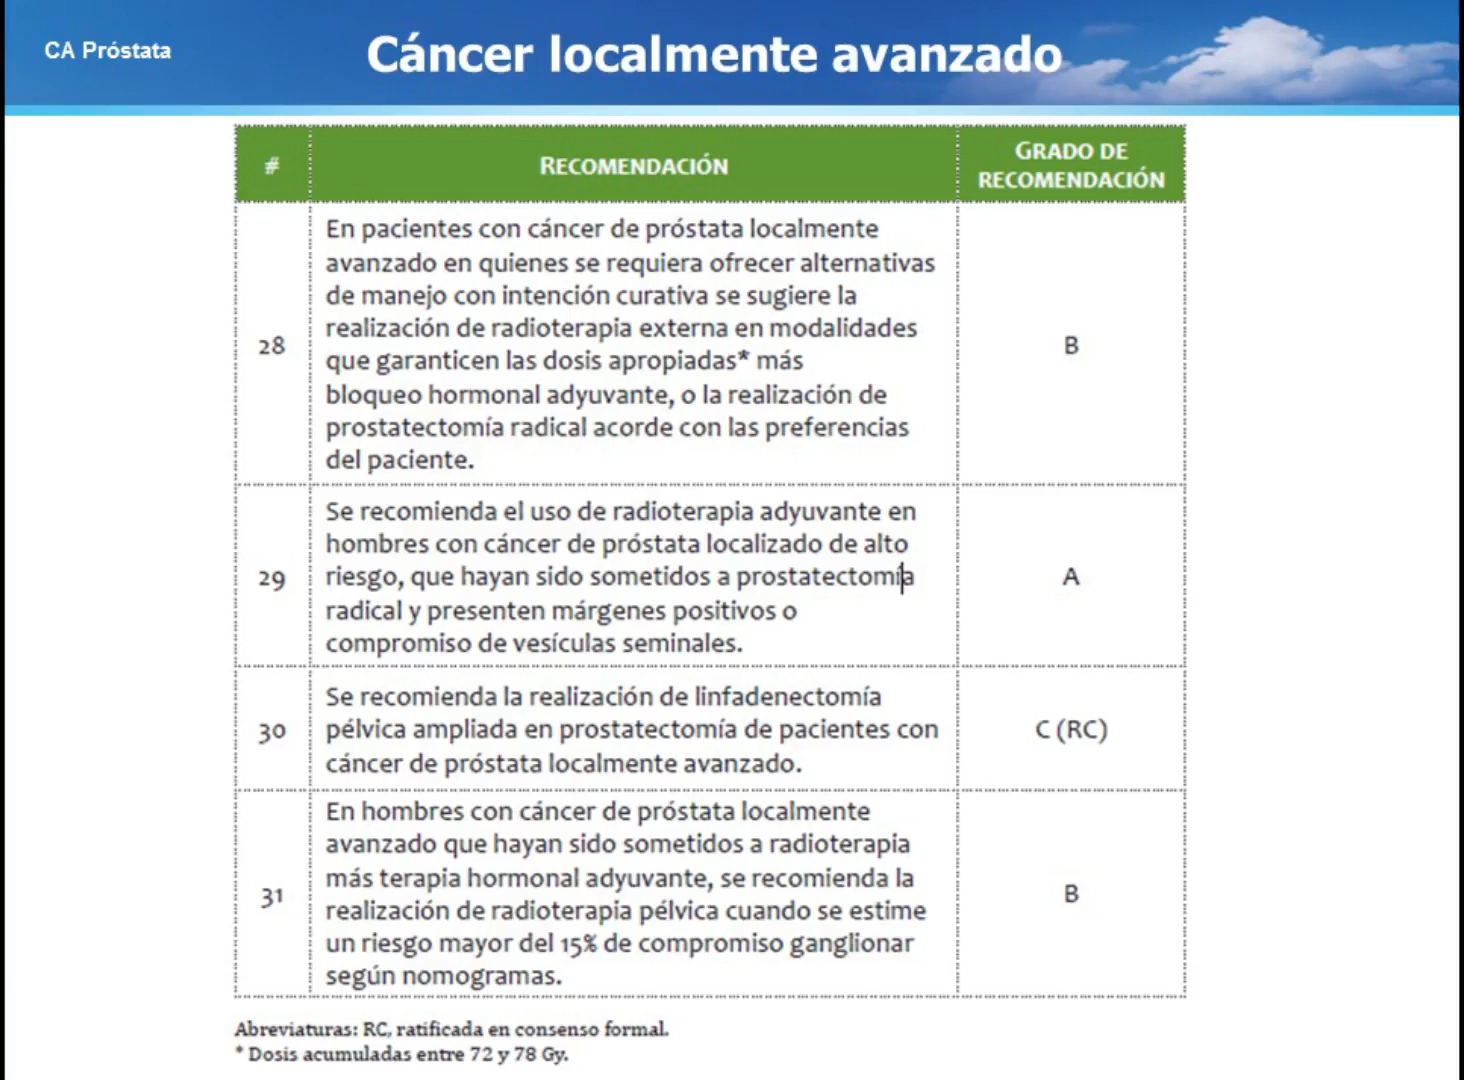 CA Próstata
Cáncer localmente avanzado
#
RECOMENDACIÓN
GRADO DE
RECOMENDACIÓN
28
En pacientes con cáncer de próstata localmente
avanzado en quienes se requiera ofrecer alternativas
de manejo con intención curativa se sugiere la
realización de radioterapia externa en modalidades
que garanticen las dosis apropiadas* más
bloqueo hormonal adyuvante, o la realización de
prostatectomía radical acorde con las preferencias
del paciente.
B
29
Se recomienda el uso de radioterapia adyuvante en
hombres con cáncer de próstata localizado de alto
riesgo, que hayan sido sometidos a prostatectomía
radical y presenten márgenes positivos o
compromiso de vesículas seminales.
A
30
Se recomienda la realización de linfadenectomía
pélvica ampliada en prostatectomía de pacientes con
cáncer de próstata localmente avanzado.
C (RC)
31
En hombres con cáncer de próstata localmente
avanzado que hayan sido sometidos a radioterapia
más terapia hormonal adyuvante, se recomienda la
realización de radioterapia pélvica cuando se estime
un riesgo mayor del 15% de compromiso ganglionar
según nomogramas.
B
Abreviaturas: RC, ratificada en consenso formal.
* Dosis acumuladas entre 72 y 78 Gy.